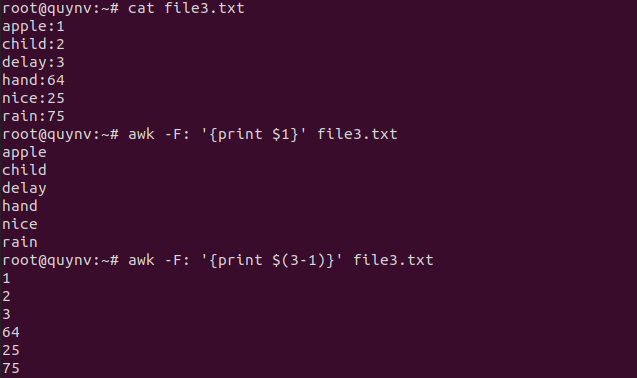 root@quynv:~# cat file3.txt
apple:1
child:2
delay:3
hand:64
nice:25
rain:75
root@quynv:~# awk -F: '{print $1}' file3.txt
apple
child
delay
hand
nice
rain
root@quynv:~# awk -F: '{print $(3-1)}' file3.txt
1
2
3
64
25
75